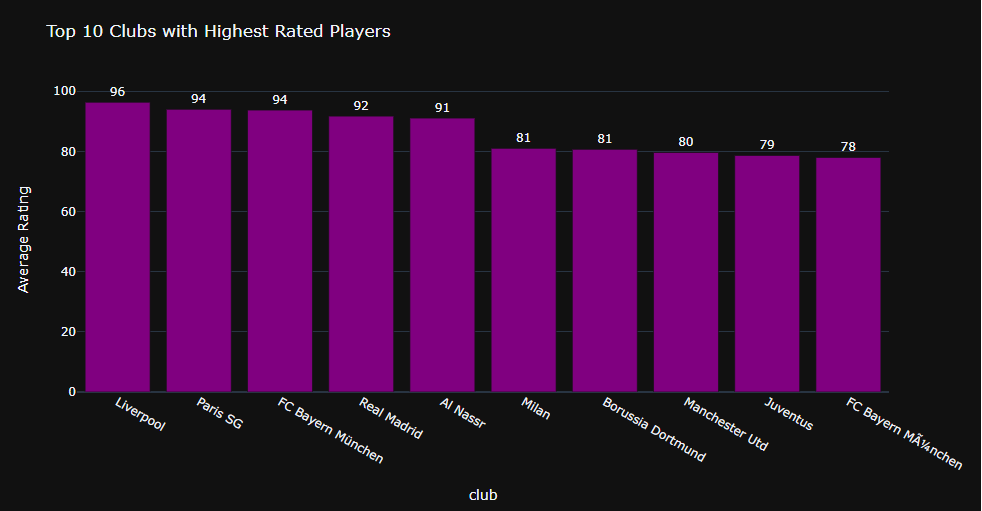 Top 10 Clubs with Highest Rated Players
Average Rating
100
80
60
40
20
0
96
94
94
92
91
81
81
80
79
78
Liverpool
Paris SG
FC Bayern München
Real Madrid
Al Nassr
Milan
Borussia Dortmund
Manchester Utd
Juventus
FC Bayern MÃ¼nchen
club